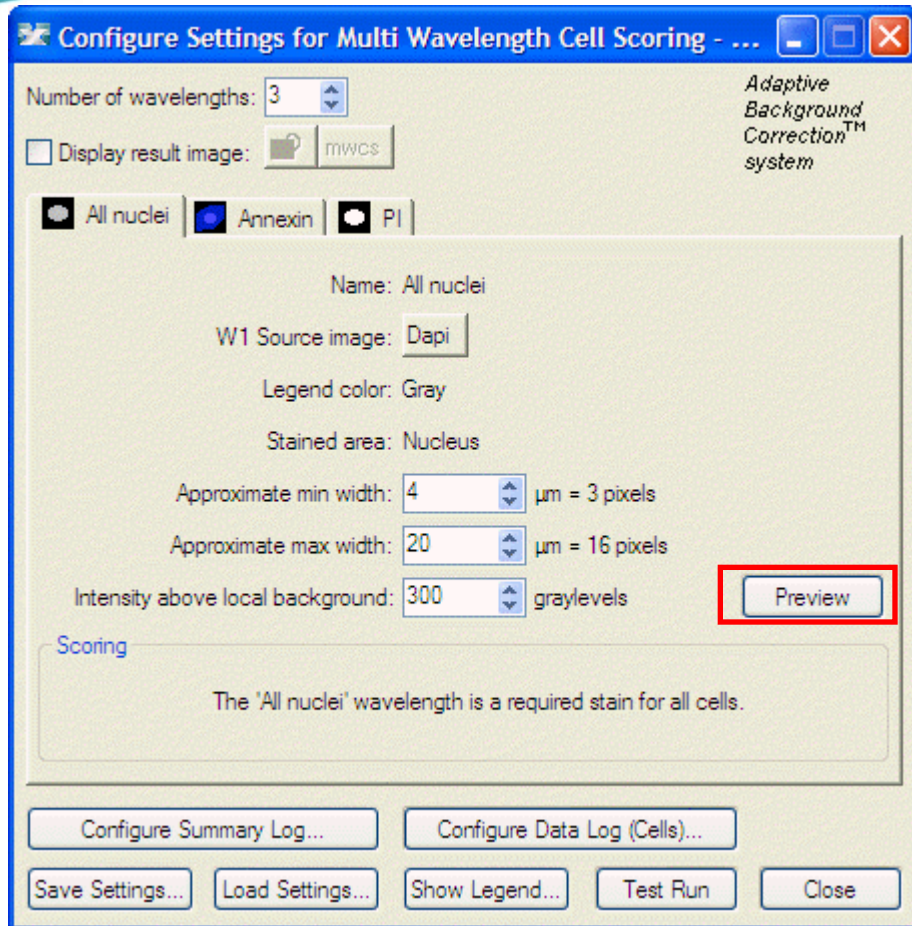 Configure Settings for Multi Wavelength Cell Scoring - ...
Number of wavelengths: 3
Adaptive
Background
Correction™
system
Display result image: mwcs
All nuclei Annexin PI
Name: All nuclei
W1 Source image: Dapi
Legend color: Gray
Stained area: Nucleus
Approximate min width: 4 µm = 3 pixels
Approximate max width: 20 µm = 16 pixels
Intensity above local background: 300 graylevels Preview
Scoring
The 'All nuclei' wavelength is a required stain for all cells.
Configure Summary Log... Configure Data Log (Cells)...
Save Settings... Load Settings... Show Legend... Test Run Close